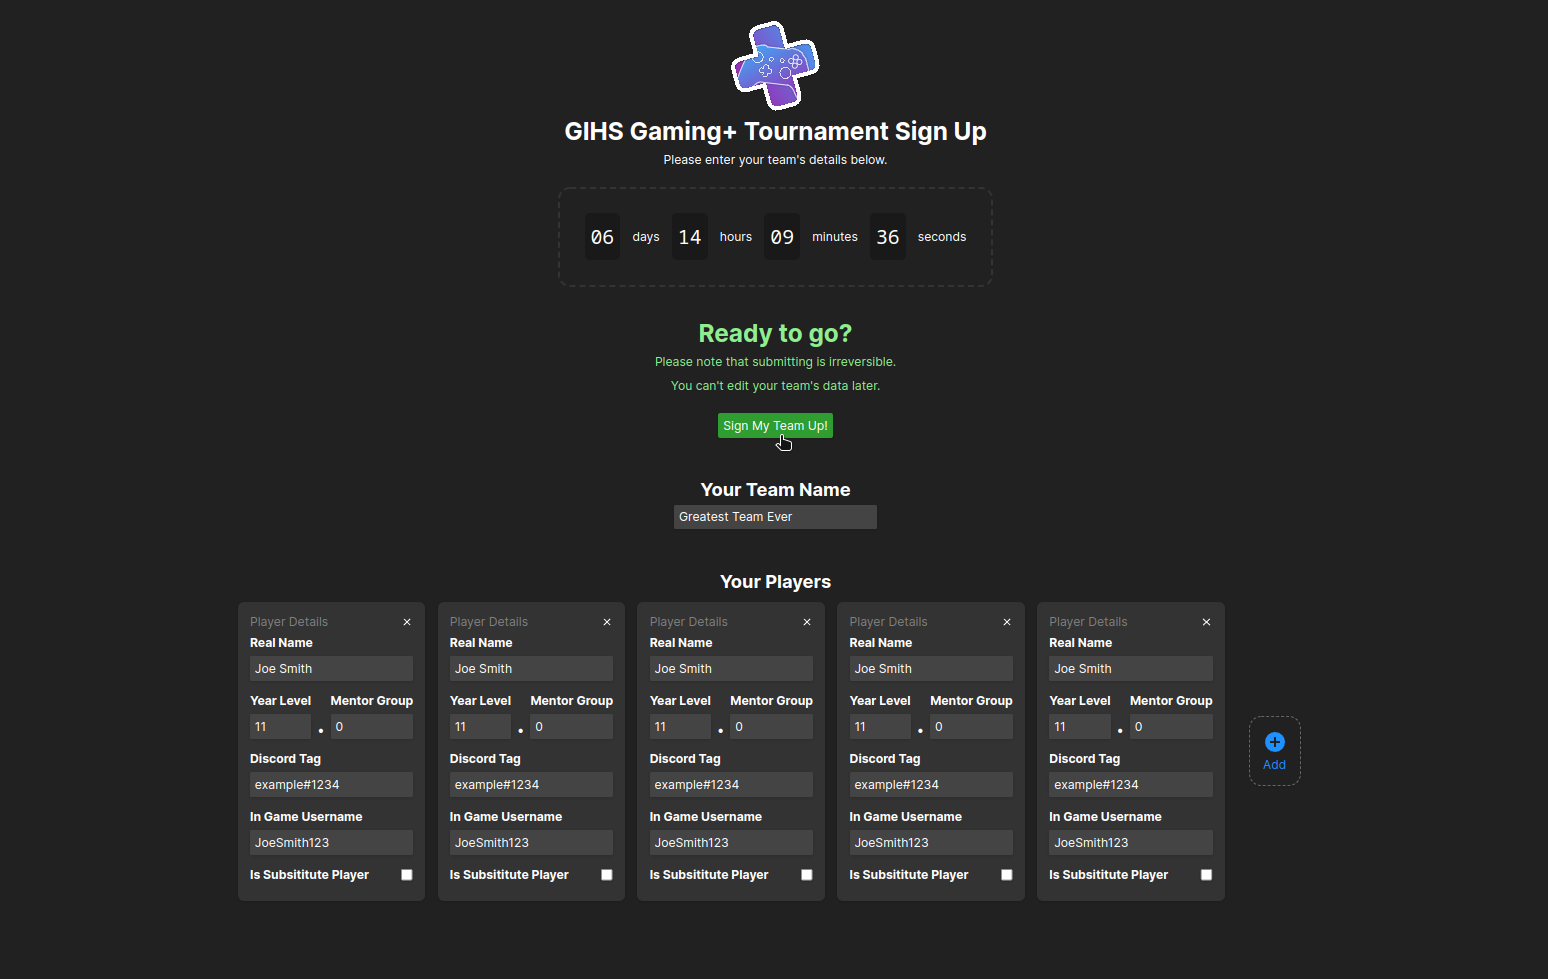 GIHS Gaming+ Tournament Sign Up
Please enter your team's details below.
06 days 14 hours 09 minutes 36 seconds
Ready to go?
Please note that submitting is irreversible.
You can't edit your team's data later.
Sign My Team Up!
Your Team Name
Greatest Team Ever
Your Players
Player Details ×
Real Name
Joe Smith
Year Level Mentor Group
11 . 0
Discord Tag
example#1234
In Game Username
JoeSmith123
Is Subsititute Player
Player Details ×
Real Name
Joe Smith
Year Level Mentor Group
11 . 0
Discord Tag
example#1234
In Game Username
JoeSmith123
Is Subsititute Player
Player Details ×
Real Name
Joe Smith
Year Level Mentor Group
11 . 0
Discord Tag
example#1234
In Game Username
JoeSmith123
Is Subsititute Player
Player Details ×
Real Name
Joe Smith
Year Level Mentor Group
11 . 0
Discord Tag
example#1234
In Game Username
JoeSmith123
Is Subsititute Player
Player Details ×
Real Name
Joe Smith
Year Level Mentor Group
11 . 0
Discord Tag
example#1234
In Game Username
JoeSmith123
Is Subsititute Player
Add